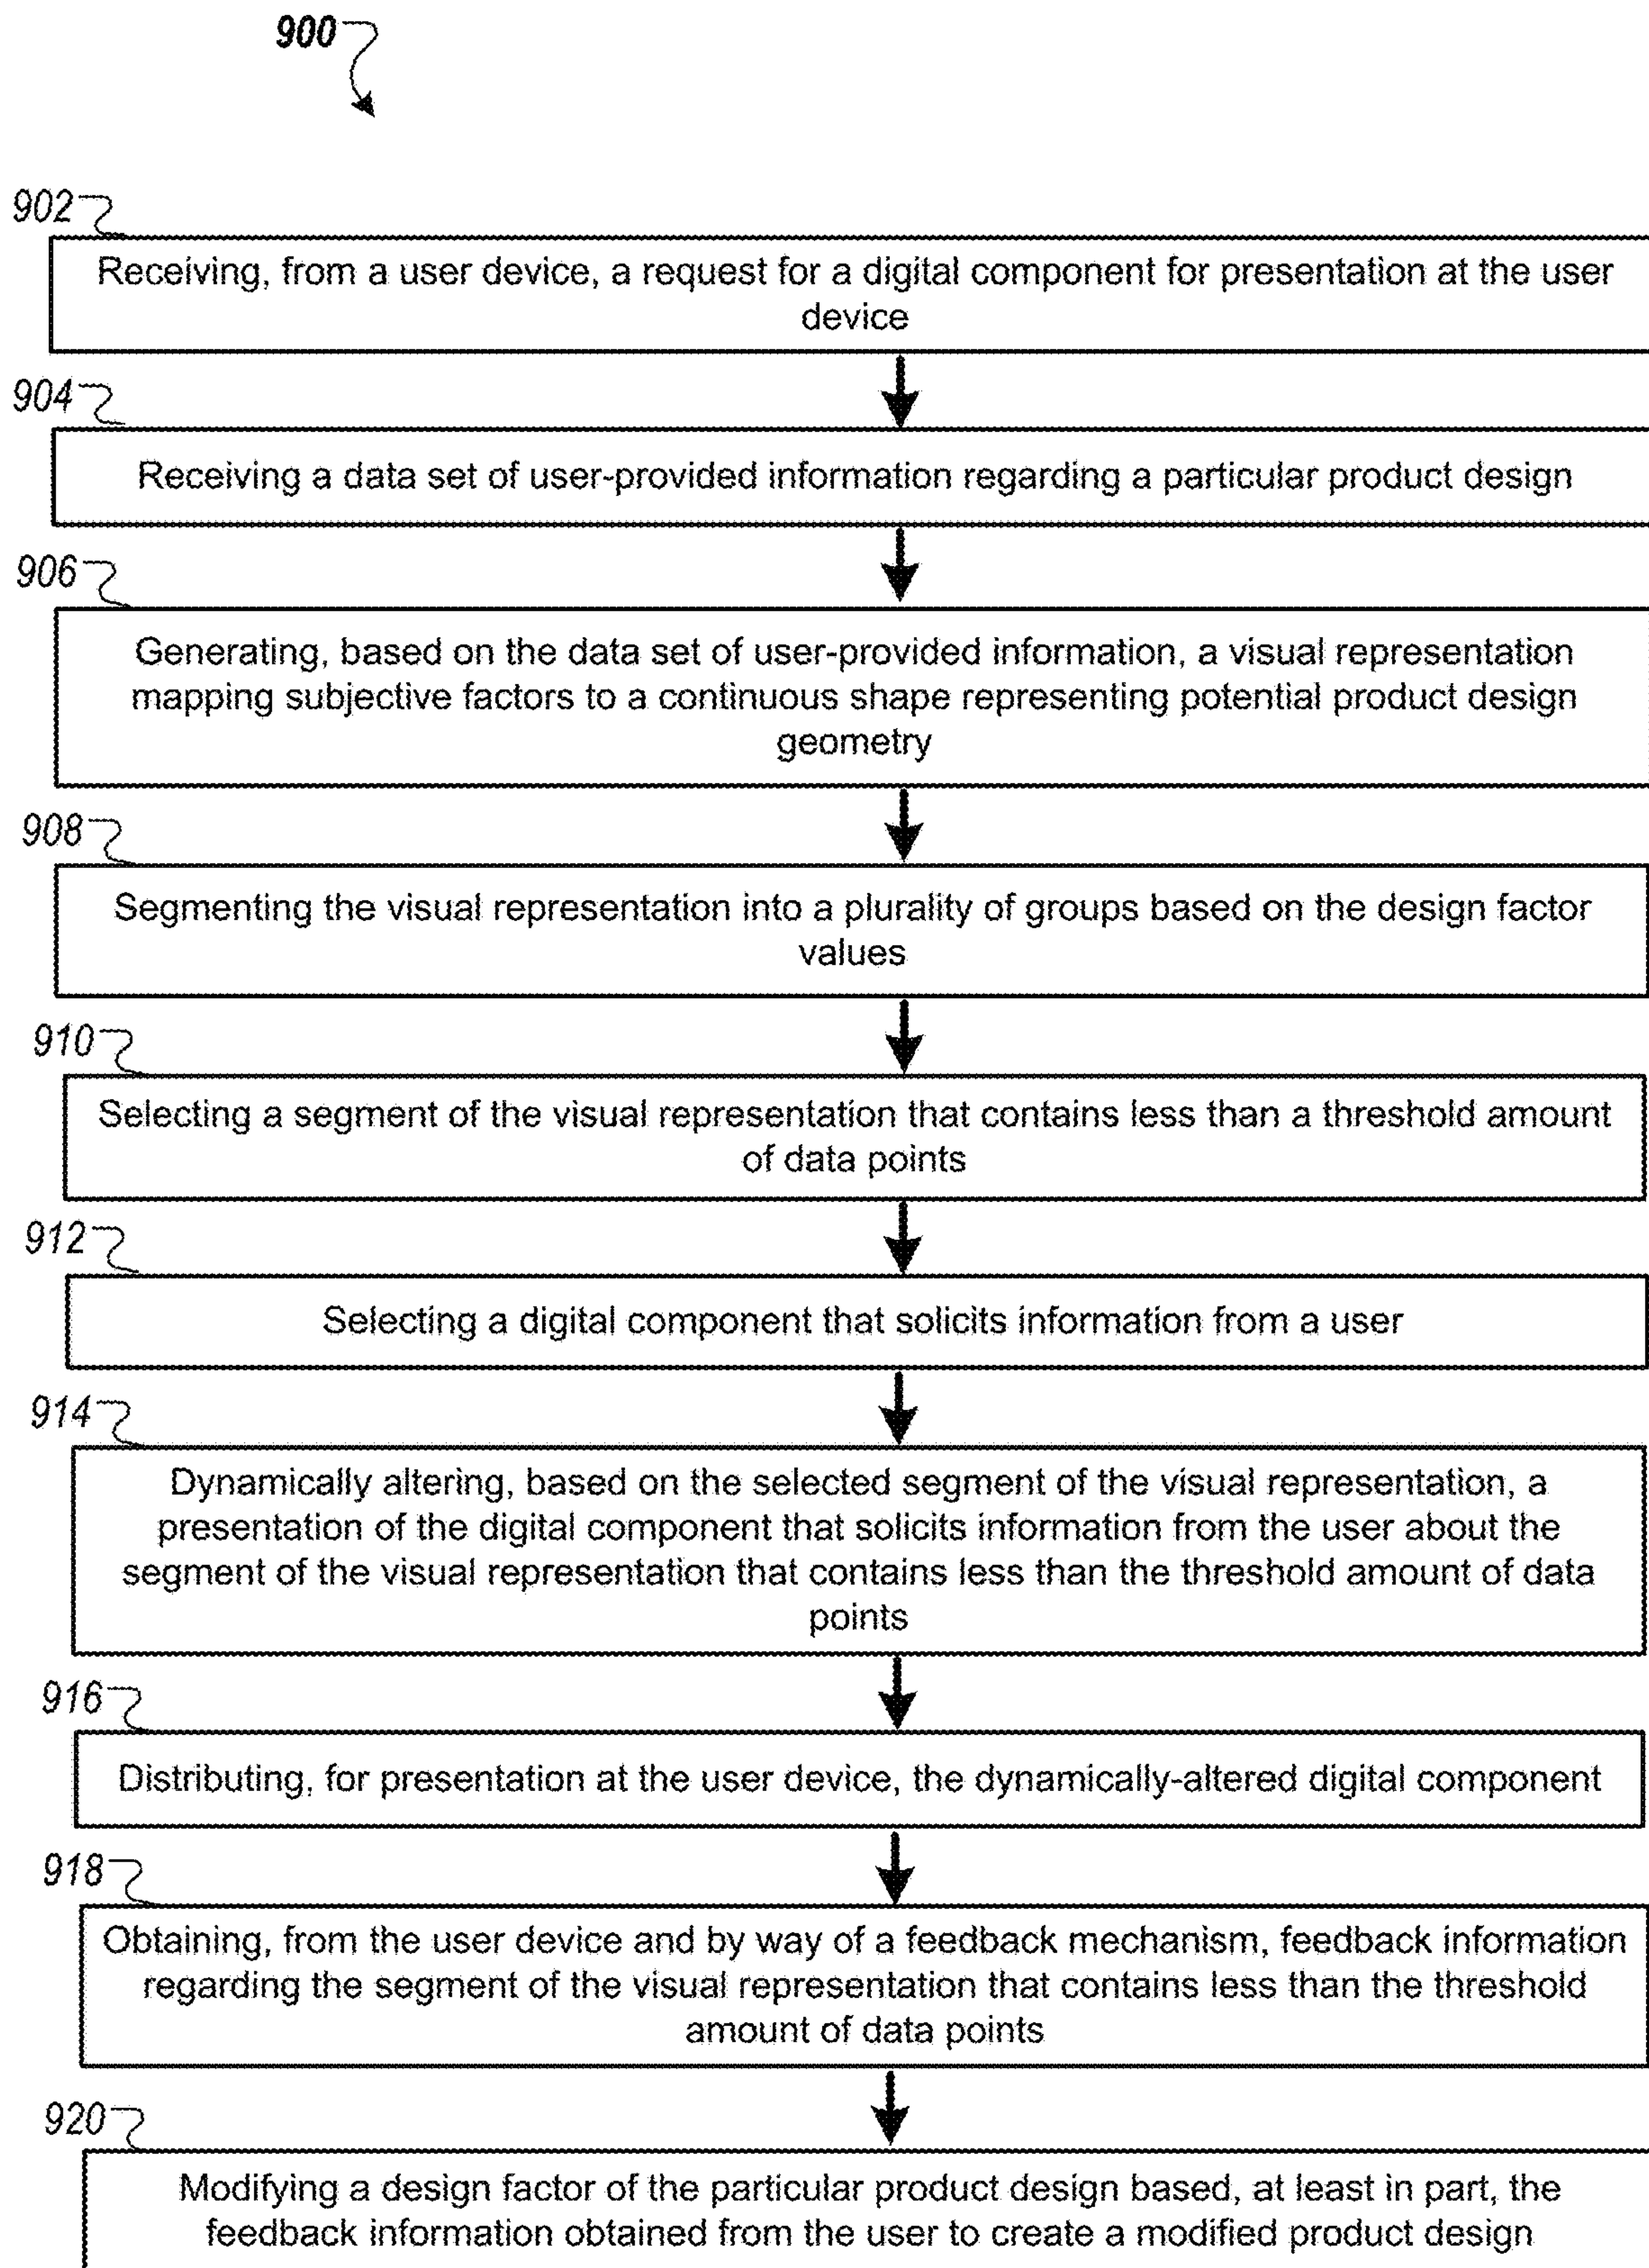 900
902
Receiving, from a user device, a request for a digital component for presentation at the user
device
904
Receiving a data set of user-provided information regarding a particular product design
906
Generating, based on the data set of user-provided information, a visual representation
mapping subjective factors to a continuous shape representing potential product design
geometry
908
Segmenting the visual representation into a plurality of groups based on the design factor
values
910
Selecting a segment of the visual representation that contains less than a threshold amount
of data points
912
Selecting a digital component that solicits information from a user
914
Dynamically altering, based on the selected segment of the visual representation, a
presentation of the digital component that solicits information from the user about the
segment of the visual representation that contains less than the threshold amount of data
points
916
Distributing, for presentation at the user device, the dynamically-altered digital component
918
Obtaining, from the user device and by way of a feedback mechanism, feedback information
regarding the segment of the visual representation that contains less than the threshold
amount of data points
920
Modifying a design factor of the particular product design based, at least in part, the
feedback information obtained from the user to create a modified product design